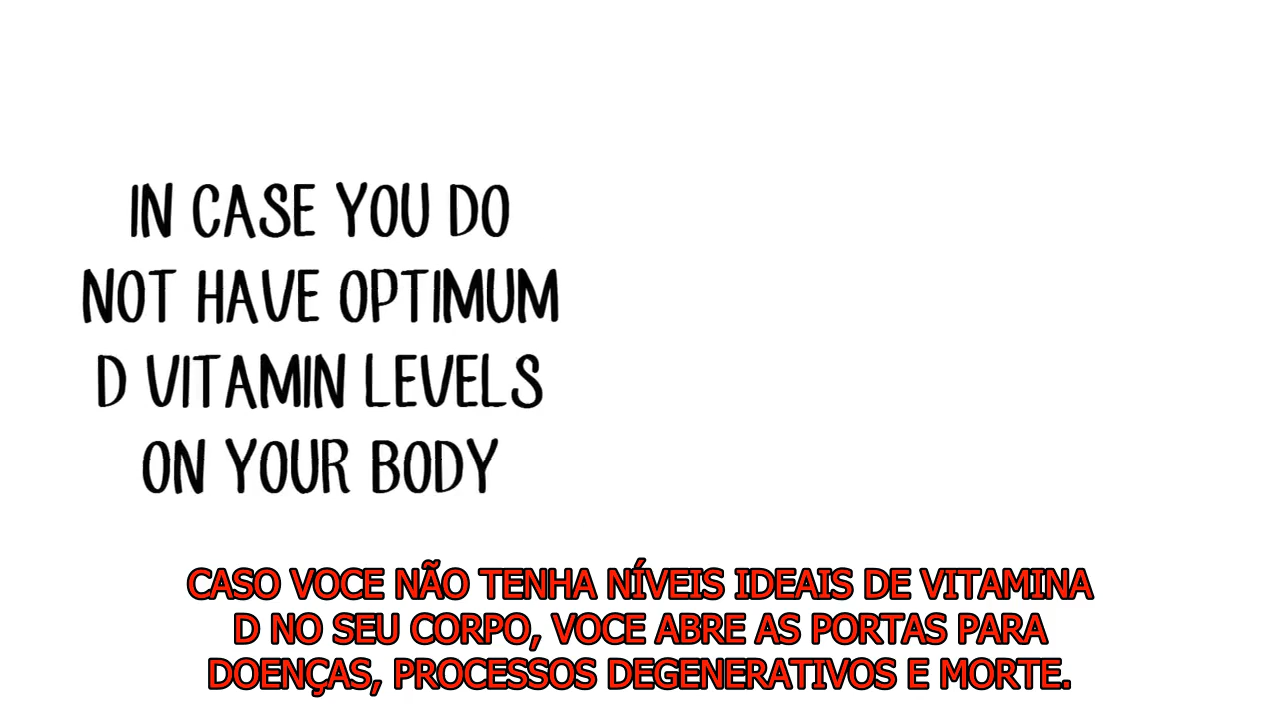 IN CASE YOU DO
NOT HAVE OPTIMUM
D VITAMIN LEVELS
ON YOUR BODY
CASO VOCE NÃO TENHA NÍVEIS IDEAIS DE VITAMINA
D NO SEU CORPO, VOCE ABRE AS PORTAS PARA
DOENÇAS, PROCESSOS DEGENERATIVOS E MORTE.